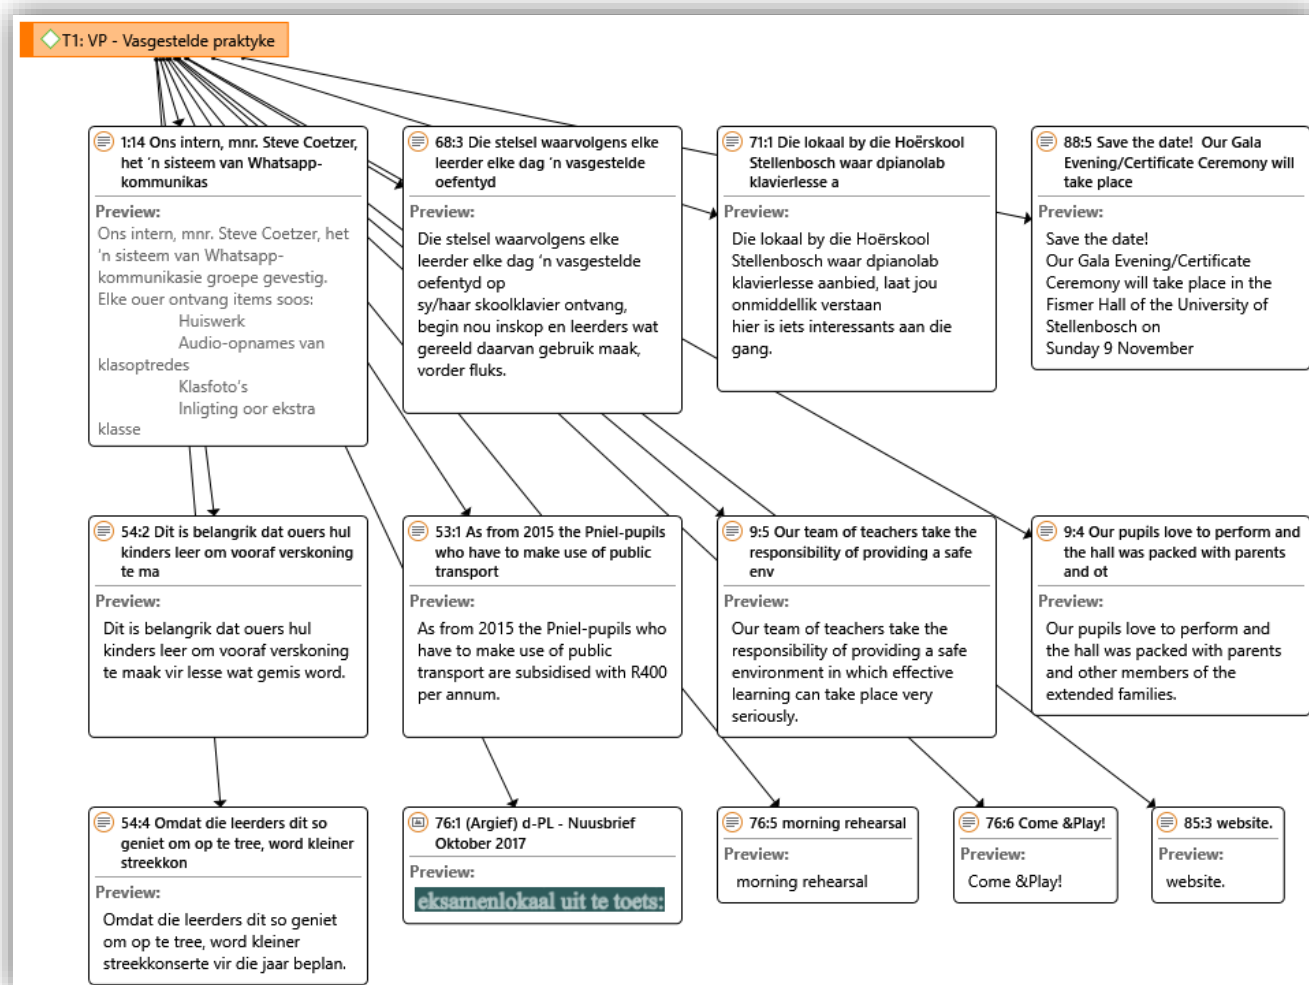 T1: VP - Vasgestelde praktyke
1:14 Ons intern, mnr. Steve Coetzer,
het 'n sisteem van Whatsapp-
kommunikas
Preview:
Ons intern, mnr. Steve Coetzer, het
'n sisteem van Whatsapp-
kommunikasie groepe gevestig.
Elke ouer ontvang items soos:
Huiswerk
Audio-opnames van
klasoptredes
Klasfoto's
Inligting oor ekstra
klasse
68:3 Die stelsel waarvolgens elke
leerder elke dag 'n vasgestelde
oefentyd
Preview:
Die stelsel waarvolgens elke
leerder elke dag 'n vasgestelde
oefentyd op
sy/haar skoolklavier ontvang,
begin nou inskop en leerders wat
gereeld daarvan gebruik maak,
vorder fluks.
71:1 Die lokaal by die Hoërskool
Stellenbosch waar dpianolab
klavierlesse a
Preview:
Die lokaal by die Hoërskool
Stellenbosch waar dpianolab
klavierlesse aanbied, laat jou
onmiddellik verstaan
hier is iets interessants aan die
gang.
88:5 Save the date!  Our Gala
Evening/Certificate Ceremony will
take place
Preview:
Save the date!
Our Gala Evening/Certificate
Ceremony will take place in the
Fismer Hall of the University of
Stellenbosch on
Sunday 9 November
54:2 Dit is belangrik dat ouers hul
kinders leer om vooraf verskoning
te ma
Preview:
Dit is belangrik dat ouers hul
kinders leer om vooraf verskoning
te maak vir lesse wat gemis word.
53:1 As from 2015 the Pniel-pupils
who have to make use of public
transport
Preview:
As from 2015 the Pniel-pupils who
have to make use of public
transport are subsidised with R400
per annum.
9:5 Our team of teachers take the
responsibility of providing a safe
env
Preview:
Our team of teachers take the
responsibility of providing a safe
environment in which effective
learning can take place very
seriously.
9:4 Our pupils love to perform and
the hall was packed with parents
and ot
Preview:
Our pupils love to perform and
the hall was packed with parents
and other members of the
extended families.
54:4 Omdat die leerders dit so
geniet om op te tree, word kleiner
streekkon
Preview:
Omdat die leerders dit so geniet
om op te tree, word kleiner
streekkonserte vir die jaar beplan.
76:1 (Argief) d-PL - Nuusbrief
Oktober 2017
Preview:
eksamenlokaal uit te toets:
76:5 morning rehearsal
Preview:
morning rehearsal
76:6 Come &Play!
Preview:
Come &Play!
85:3 website.
Preview:
website.